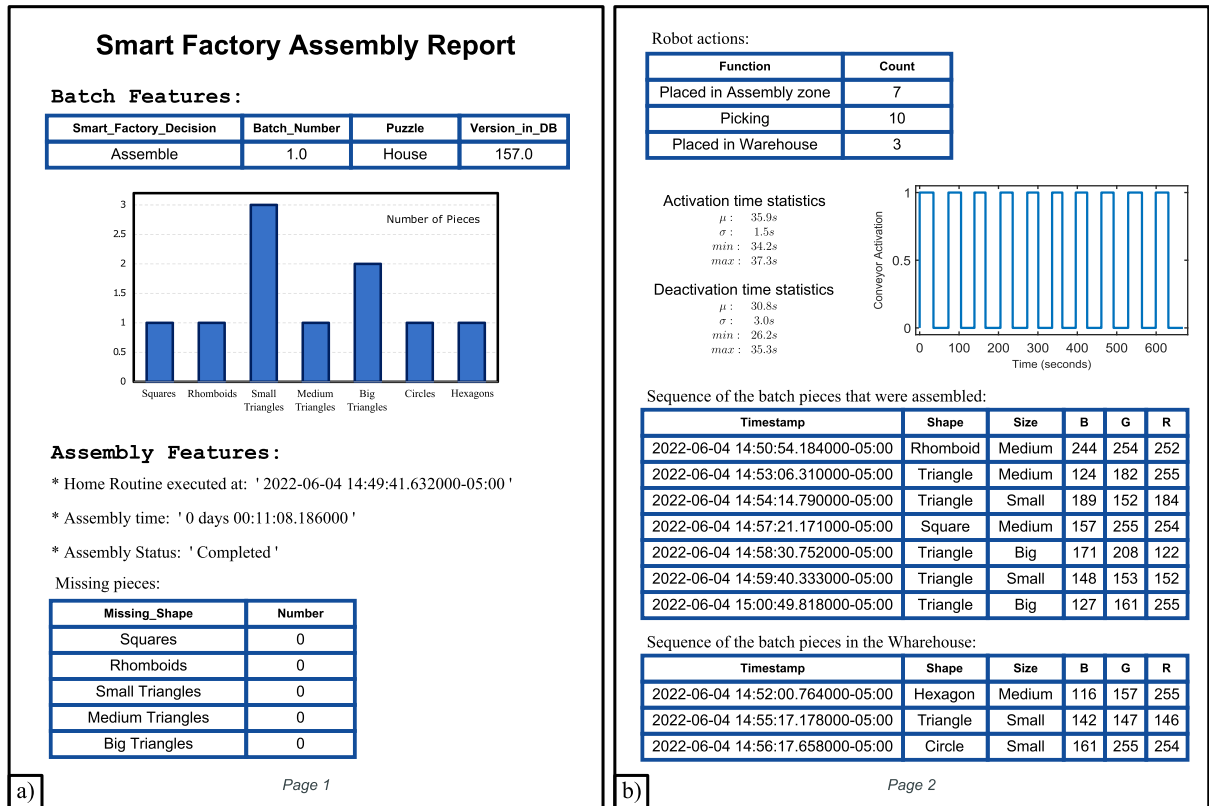 Smart Factory Assembly Report
Batch Features:
Smart_Factory_Decision Batch_Number Puzzle Version_in_DB
Assemble 1.0 House 157.0
Number of Pieces
3
2.5
2
1.5
1
0.5
0
Squares Rhomboids Small Triangles Medium Triangles Big Triangles Circles Hexagons
Assembly Features:
* Home Routine executed at: ' 2022-06-04 14:49:41.632000-05:00 '
* Assembly time: ' 0 days 00:11:08.186000 '
* Assembly Status: ' Completed '
Missing pieces:
Missing_Shape Number
Squares 0
Rhomboids 0
Small Triangles 0
Medium Triangles 0
Big Triangles 0
a)
Page 1
Robot actions:
Function Count
Placed in Assembly zone 7
Picking 10
Placed in Warehouse 3
Activation time statistics
μ : 35.9s
σ : 1.5s
min : 34.2s
max : 37.3s
Deactivation time statistics
μ : 30.8s
σ : 3.0s
min : 26.2s
max : 35.3s
Conveyor Activation
1
0.5
0
0 100 200 300 400 500 600
Time (seconds)
Sequence of the batch pieces that were assembled:
Timestamp Shape Size B G R
2022-06-04 14:50:54.184000-05:00 Rhomboid Medium 244 254 252
2022-06-04 14:53:06.310000-05:00 Triangle Medium 124 182 255
2022-06-04 14:54:14.790000-05:00 Triangle Small 189 152 184
2022-06-04 14:57:21.171000-05:00 Square Medium 157 255 254
2022-06-04 14:58:30.752000-05:00 Triangle Big 171 208 122
2022-06-04 14:59:40.333000-05:00 Triangle Small 148 153 152
2022-06-04 15:00:49.818000-05:00 Triangle Big 127 161 255
Sequence of the batch pieces in the Wharehouse:
Timestamp Shape Size B G R
2022-06-04 14:52:00.764000-05:00 Hexagon Medium 116 157 255
2022-06-04 14:55:17.178000-05:00 Triangle Small 142 147 146
2022-06-04 14:56:17.658000-05:00 Circle Small 161 255 254
b)
Page 2